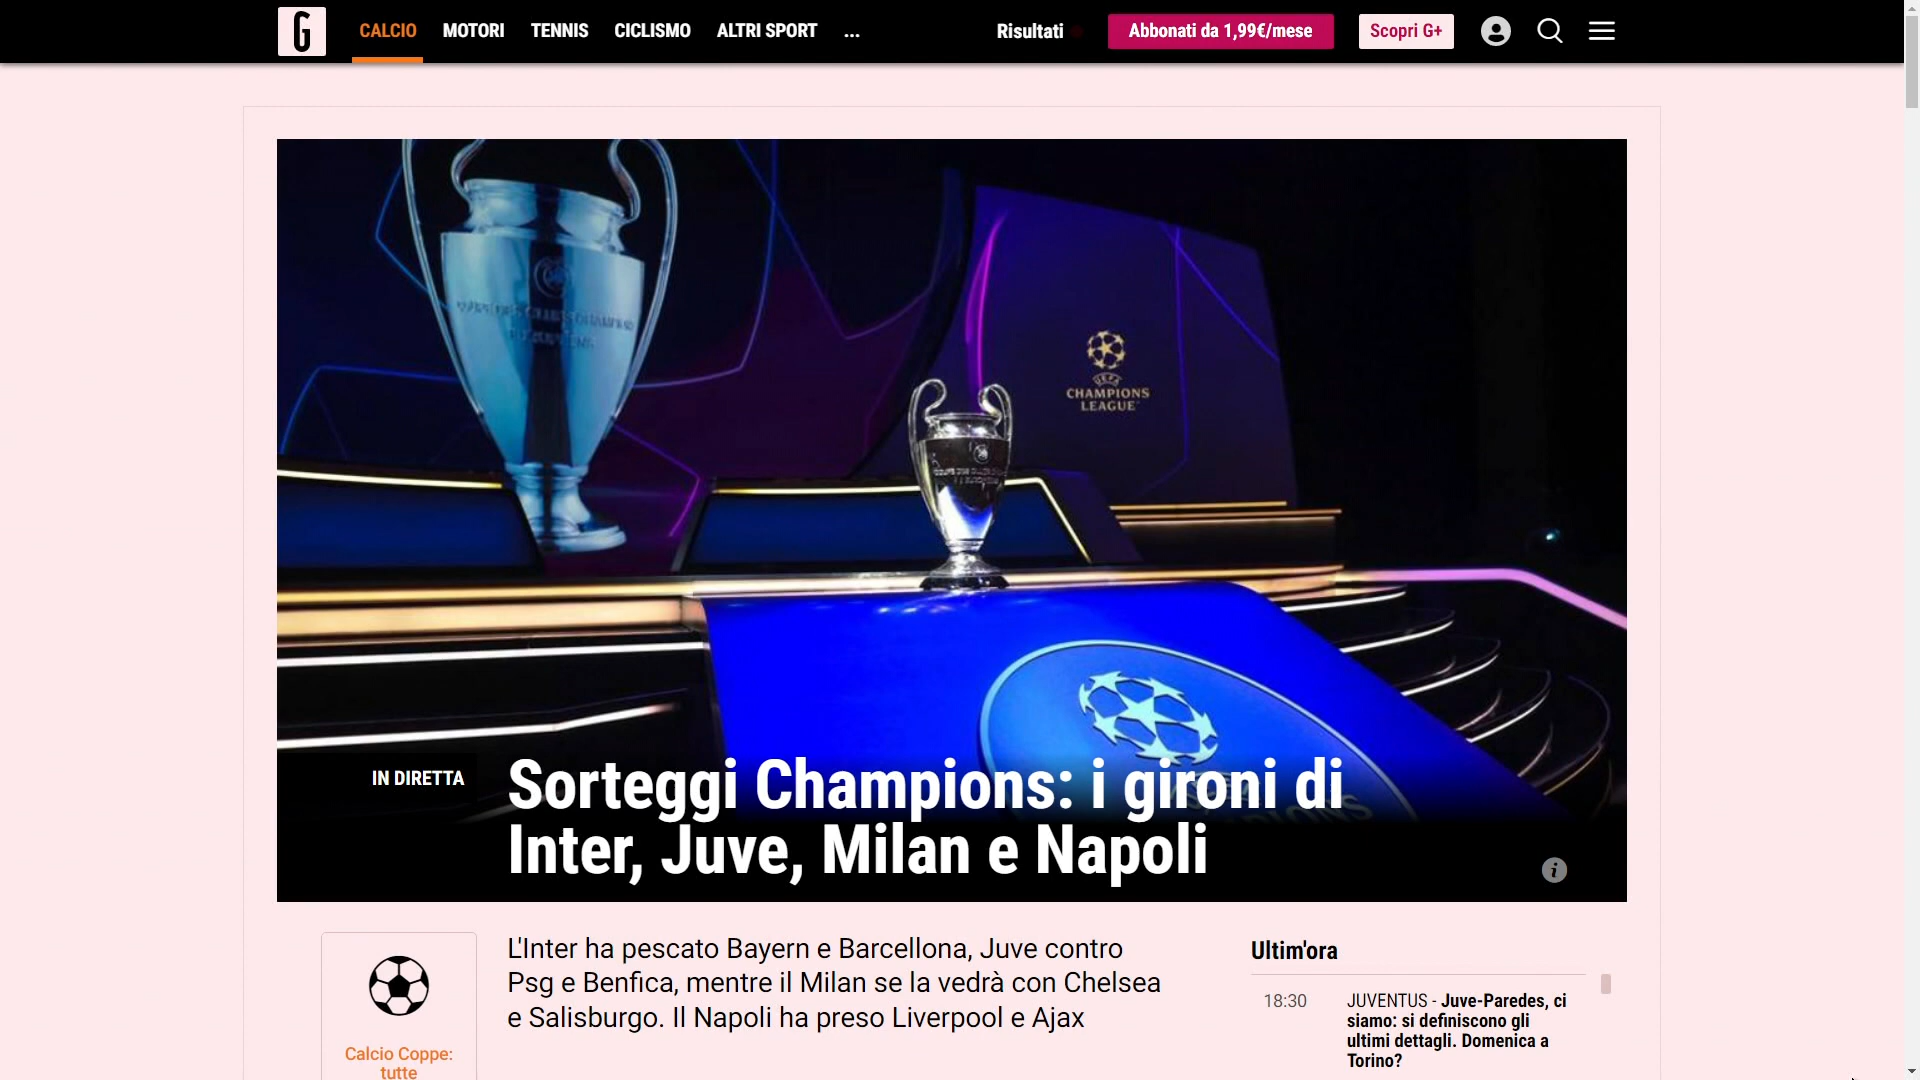 G
CALCIO
MOTORI
TENNIS
CICLISMO
ALTRI SPORT
...
Risultati
Abbonati da 1,99€/mese
Scopri G+
UEFA
CHAMPIONS
LEAGUE
IN DIRETTA
Sorteggi Champions: i gironi di
Inter, Juve, Milan e Napoli
i
L'Inter ha pescato Bayern e Barcellona, Juve contro
Psg e Benfica, mentre il Milan se la vedrà con Chelsea
e Salisburgo. Il Napoli ha preso Liverpool e Ajax
Calcio Coppe:
tutte
Ultim'ora
18:30
JUVENTUS - Juve-Paredes, ci
siamo: si definiscono gli
ultimi dettagli. Domenica a
Torino?